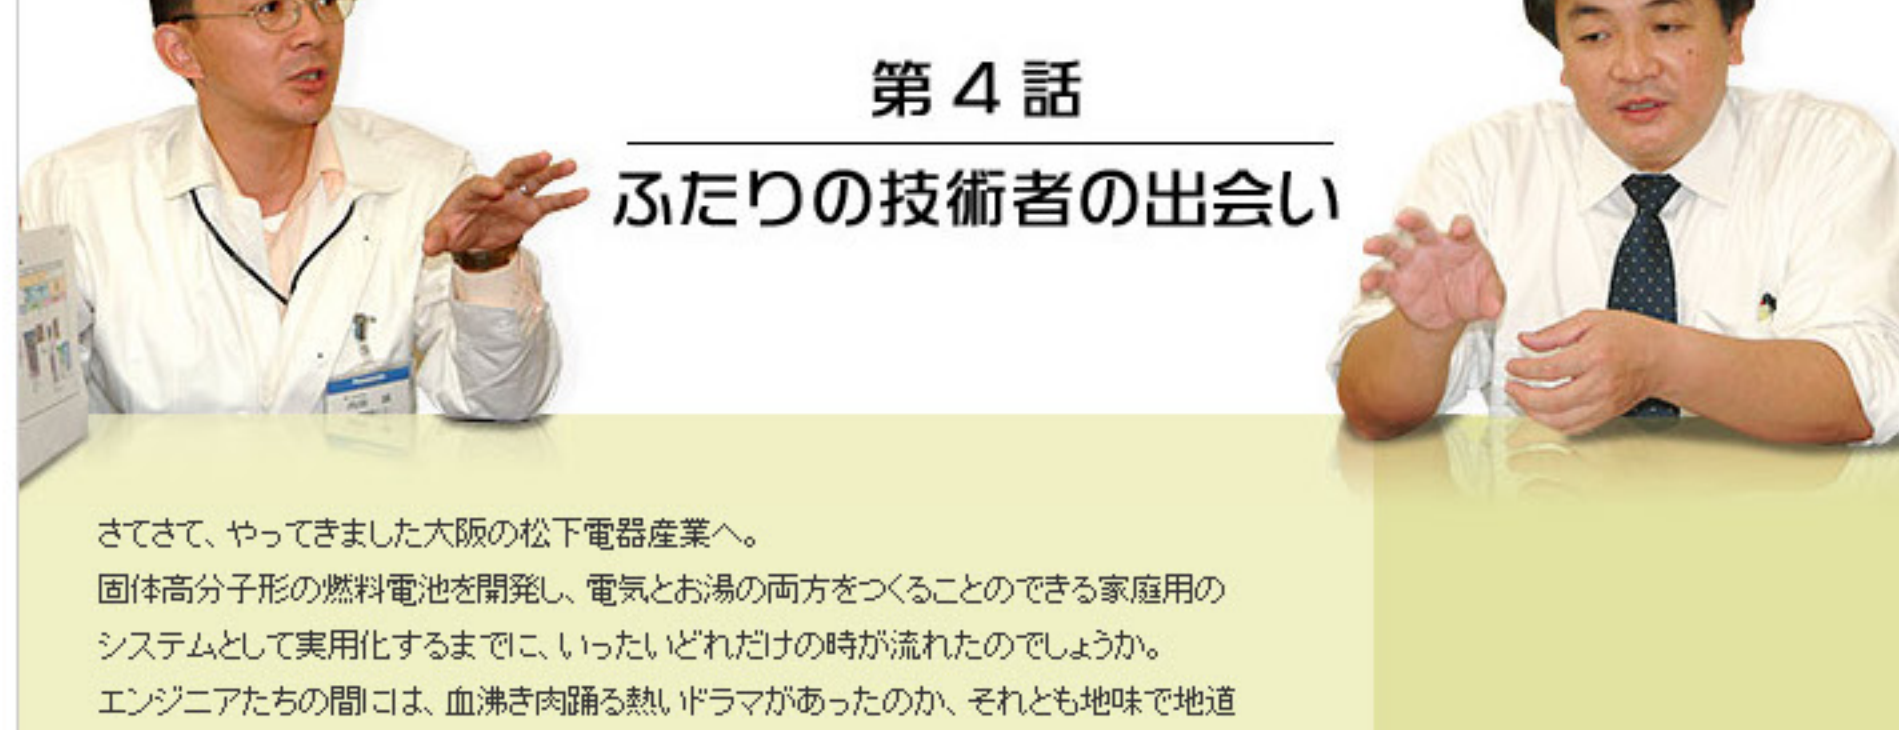 第4話
ふたりの技術者の出会い
さてさて、やってきました大阪の松下電器産業へ。
固体高分子形の燃料電池を開発し、電気とお湯の両方をつくることのできる家庭用の
システムとして実用化するまでに、いったいどれだけの時が流れたのでしょうか。
エンジニアたちの間には、血沸き肉踊る熱いドラマがあったのか、それとも地味で地道